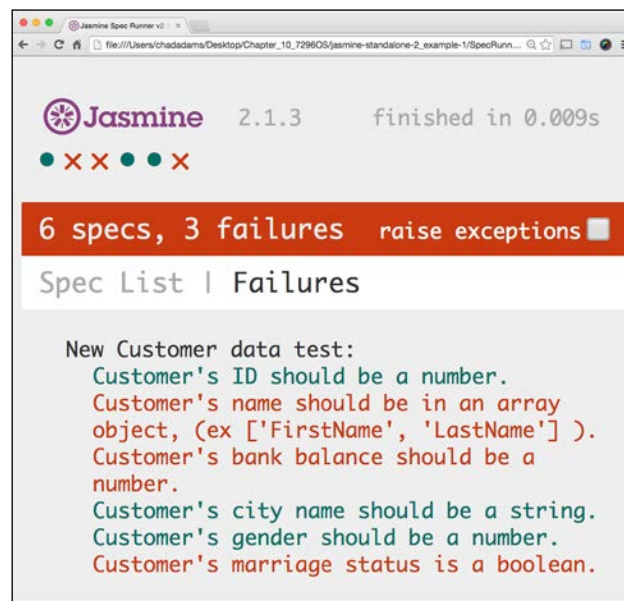 Jasmine Spec Runner v2.
file:///Users/chadadams/Desktop/Chapter_10_7296OS/jasmine-standalone-2_example-1/SpecRunn...
Jasmine 2.1.3 finished in 0.009s
6 specs, 3 failures raise exceptions
Spec List | Failures
New Customer data test:
Customer's ID should be a number.
Customer's name should be in an array
object, (ex ['FirstName', 'LastName'] ).
Customer's bank balance should be a
number.
Customer's city name should be a string.
Customer's gender should be a number.
Customer's marriage status is a boolean.